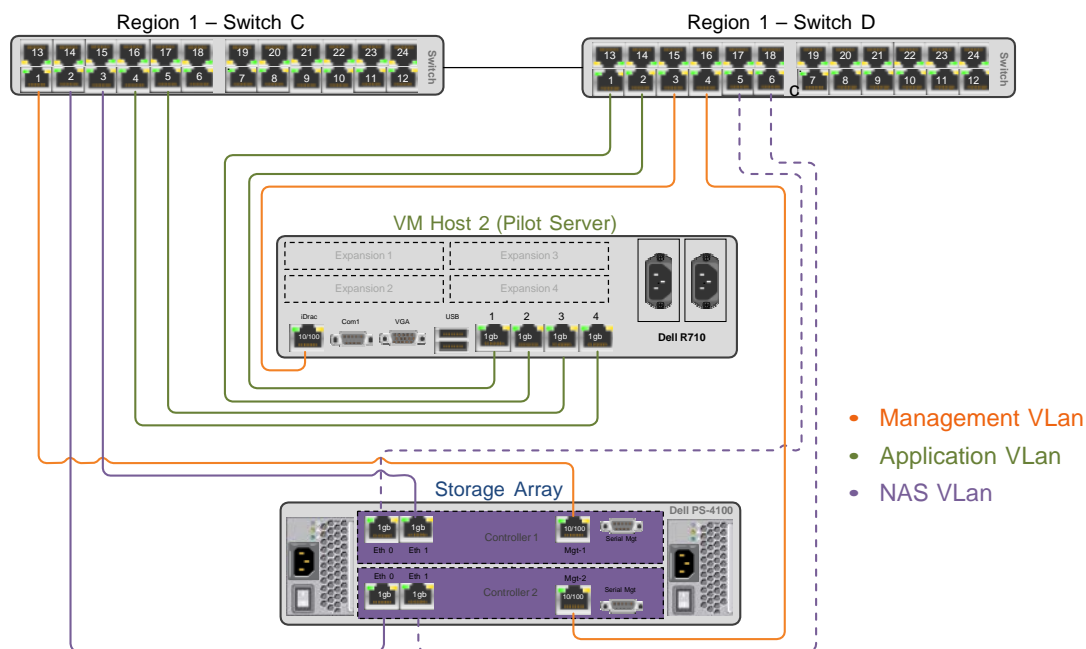 Region 1 – Switch C
Region 1 – Switch D
13 14 15 16 17 18 19 20 21 22 23 24
1 2 3 4 5 6 7 8 9 10 11 12
Switch
13 14 15 16 17 18 19 20 21 22 23 24
1 2 3 4 5 6 C 7 8 9 10 11 12
Switch
VM Host 2 (Pilot Server)
Expansion 1 Expansion 3
Expansion 2 Expansion 4
iDrac Com1 VGA USB 1 2 3 4
10/100 1gb 1gb 1gb 1gb
Dell R710
• Management VLan
• Application VLan
• NAS VLan
Storage Array
Dell PS-4100
1gb 1gb Controller 1 10/100 Serial Mgt
Eth 0 Eth 1 Mgt-1
Eth 0 Eth 1 Mgt-2
1gb 1gb Controller 2 10/100 Serial Mgt